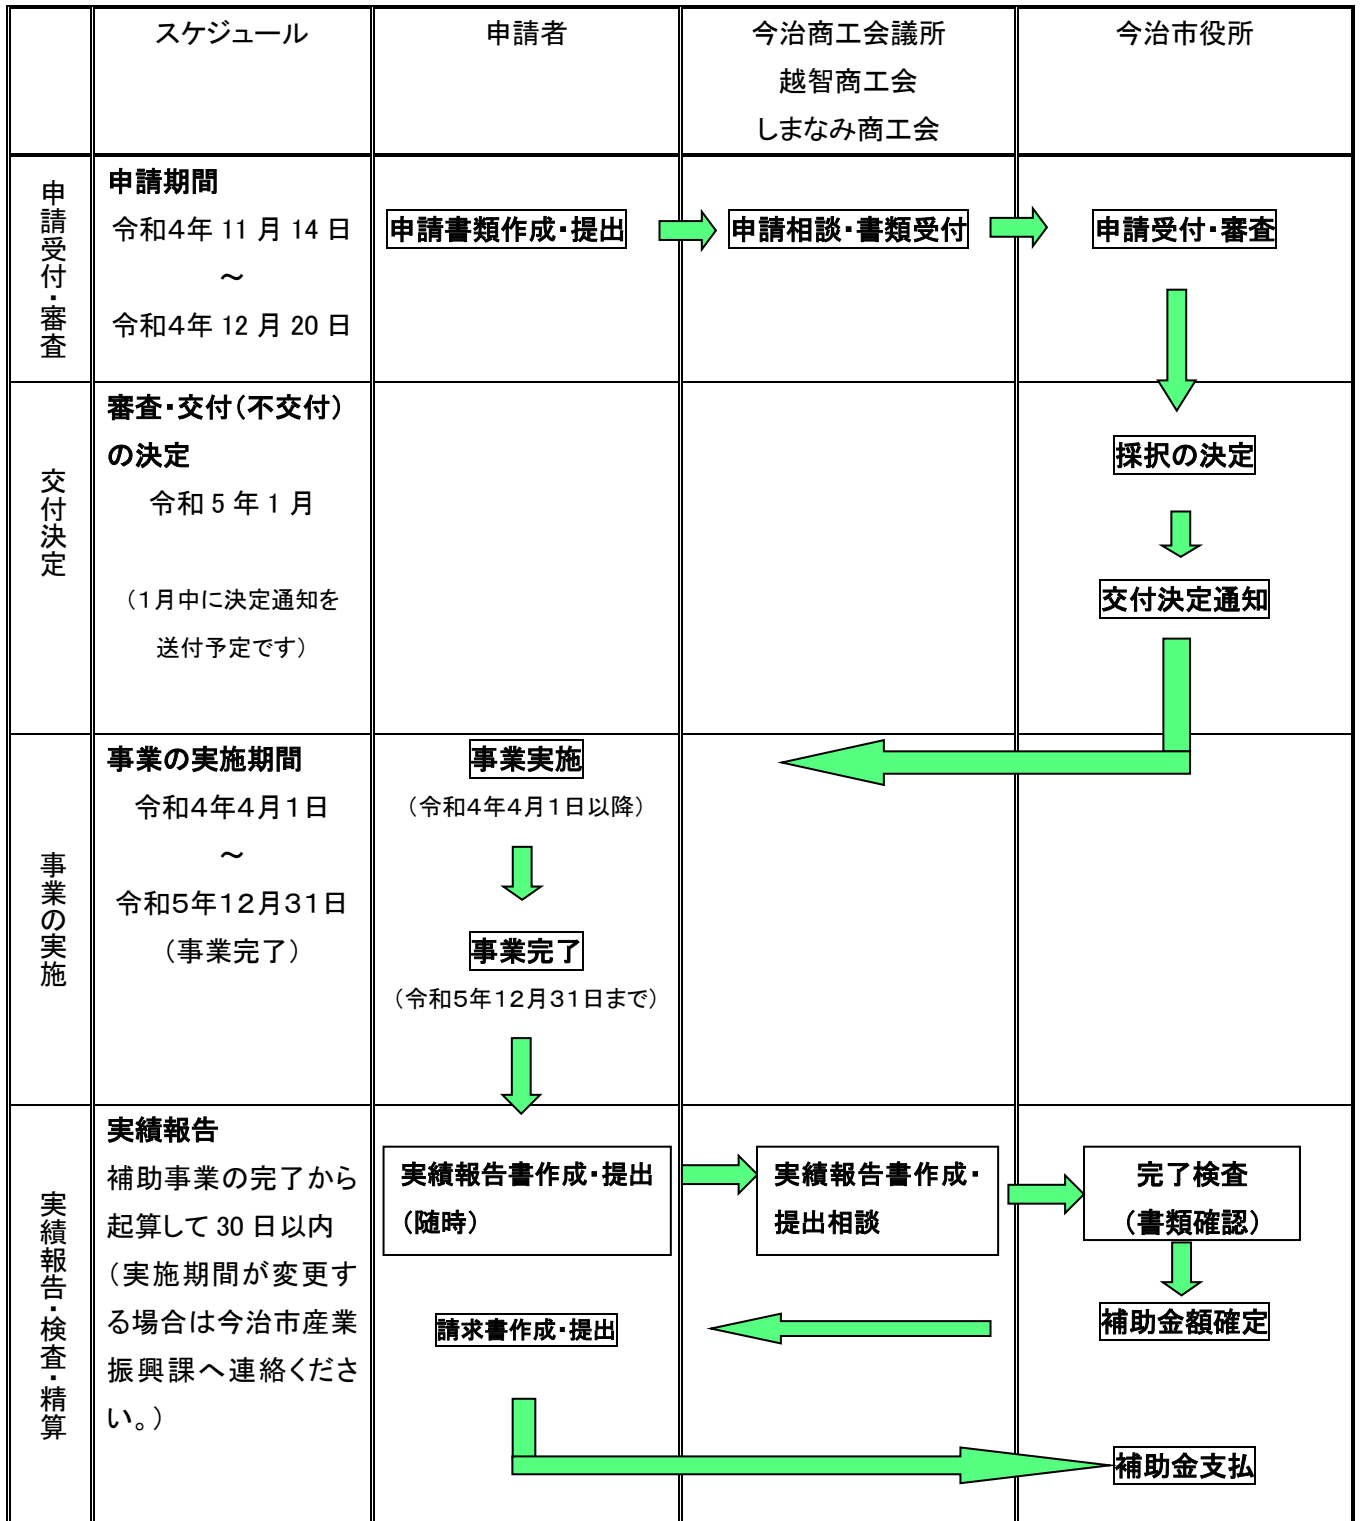 スケジュール
申請者
今治商工会議所
越智商工会
しまなみ商工会
今治市役所
申請受付・審査
申請期間
令和４年 11 月 14 日
～
令和４年 12 月 20 日
申請書類作成・提出
申請相談・書類受付
申請受付・審査
交付決定
審査・交付（不交付）
の決定
令和 5 年 1 月
（１月中に決定通知を
送付予定です）
採択の決定
交付決定通知
事業の実施
事業の実施期間
令和４年４月１日
～
令和５年１２月３１日
（事業完了）
事業実施
（令和４年４月１日以降）
事業完了
（令和５年１２月３１日まで）
実績報告・検査・精算
実績報告
補助事業の完了から
起算して 30 日以内
（実施期間が変更す
る場合は今治市産業
振興課へ連絡くださ
い。）
実績報告書作成・提出
（随時）
実績報告書作成・
提出相談
完了検査
（書類確認）
請求書作成・提出
補助金額確定
補助金支払